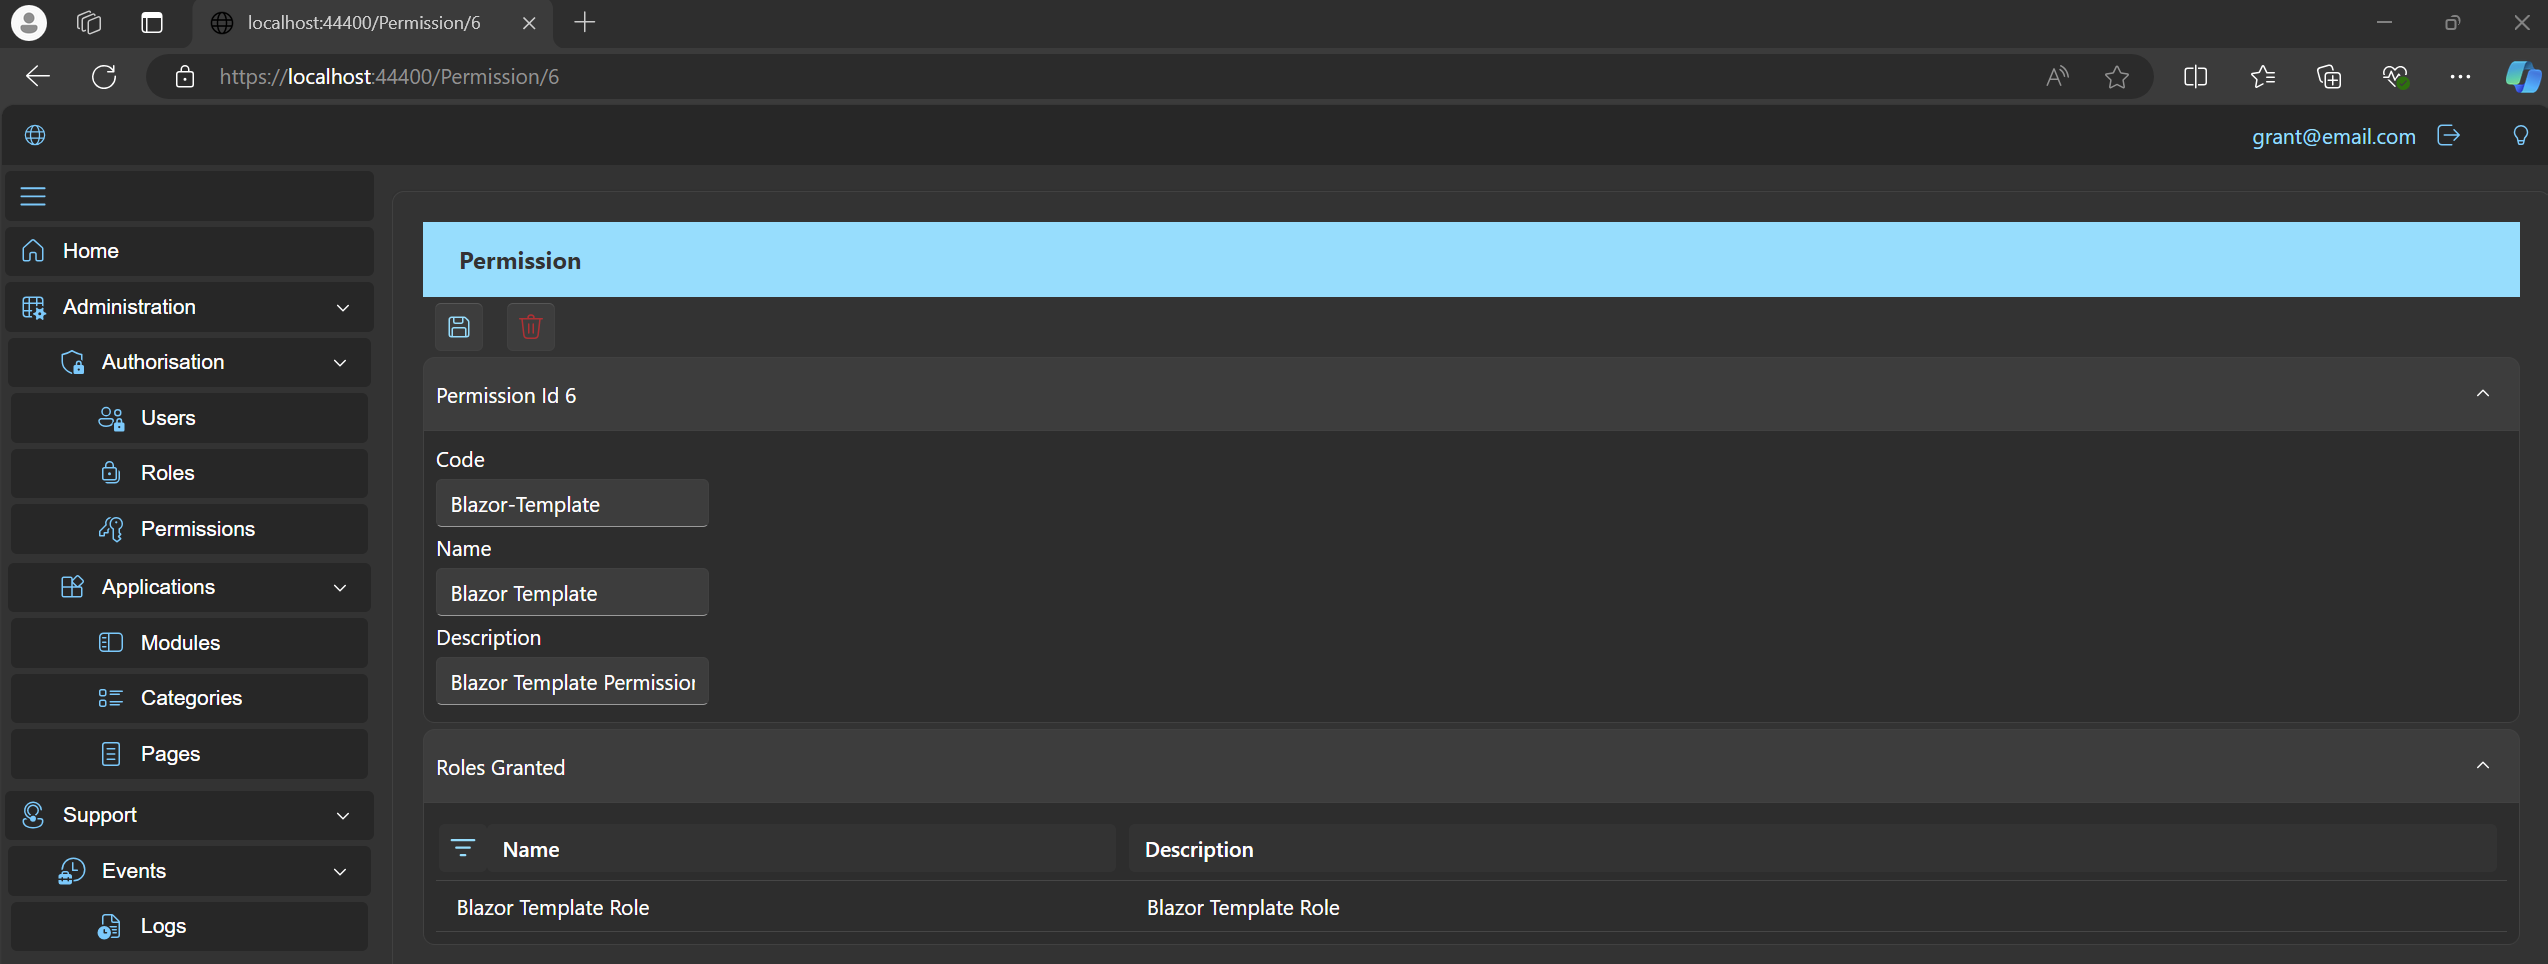 localhost:44400/Permission/6
https://localhost:44400/Permission/6
grant@email.com
Home
Administration
Authorisation
Users
Roles
Permissions
Applications
Modules
Categories
Pages
Support
Events
Logs
Permission
Permission Id 6
Code
Blazor-Template
Name
Blazor Template
Description
Blazor Template Permission
Roles Granted
Name Description
Blazor Template Role Blazor Template Role